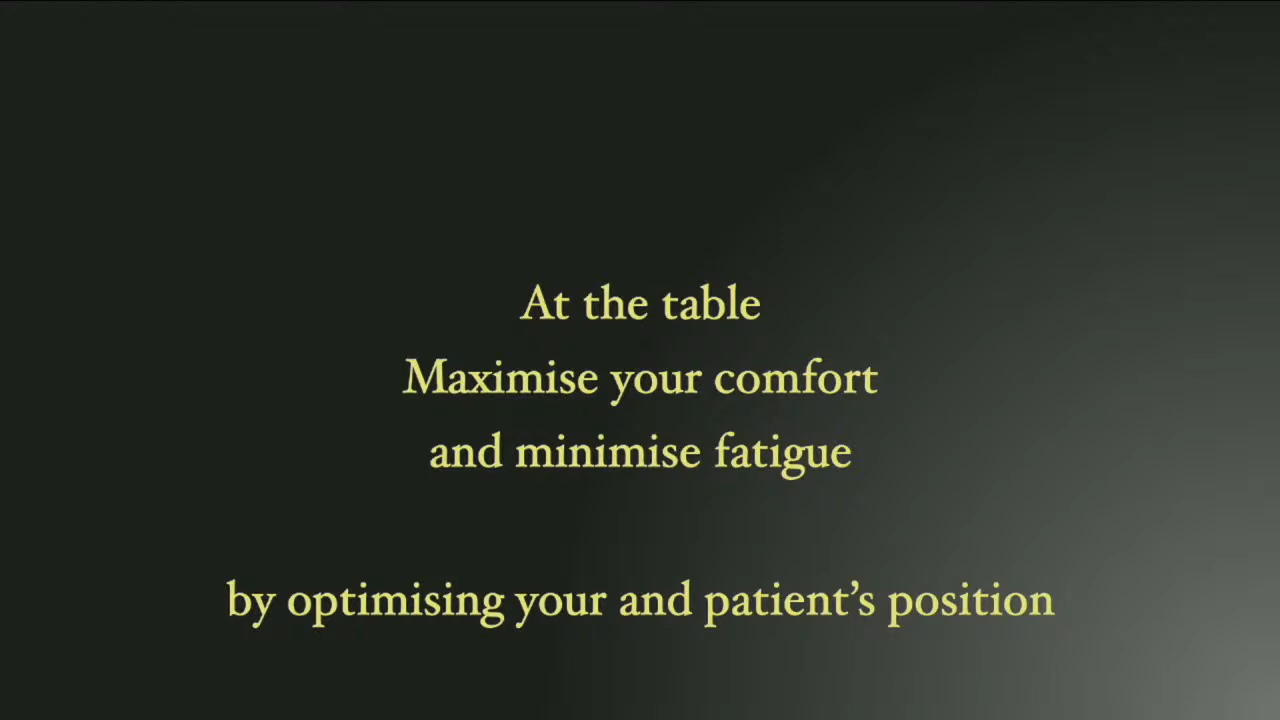 At the table
Maximise your comfort
and minimise fatigue
by optimising your and patient’s position